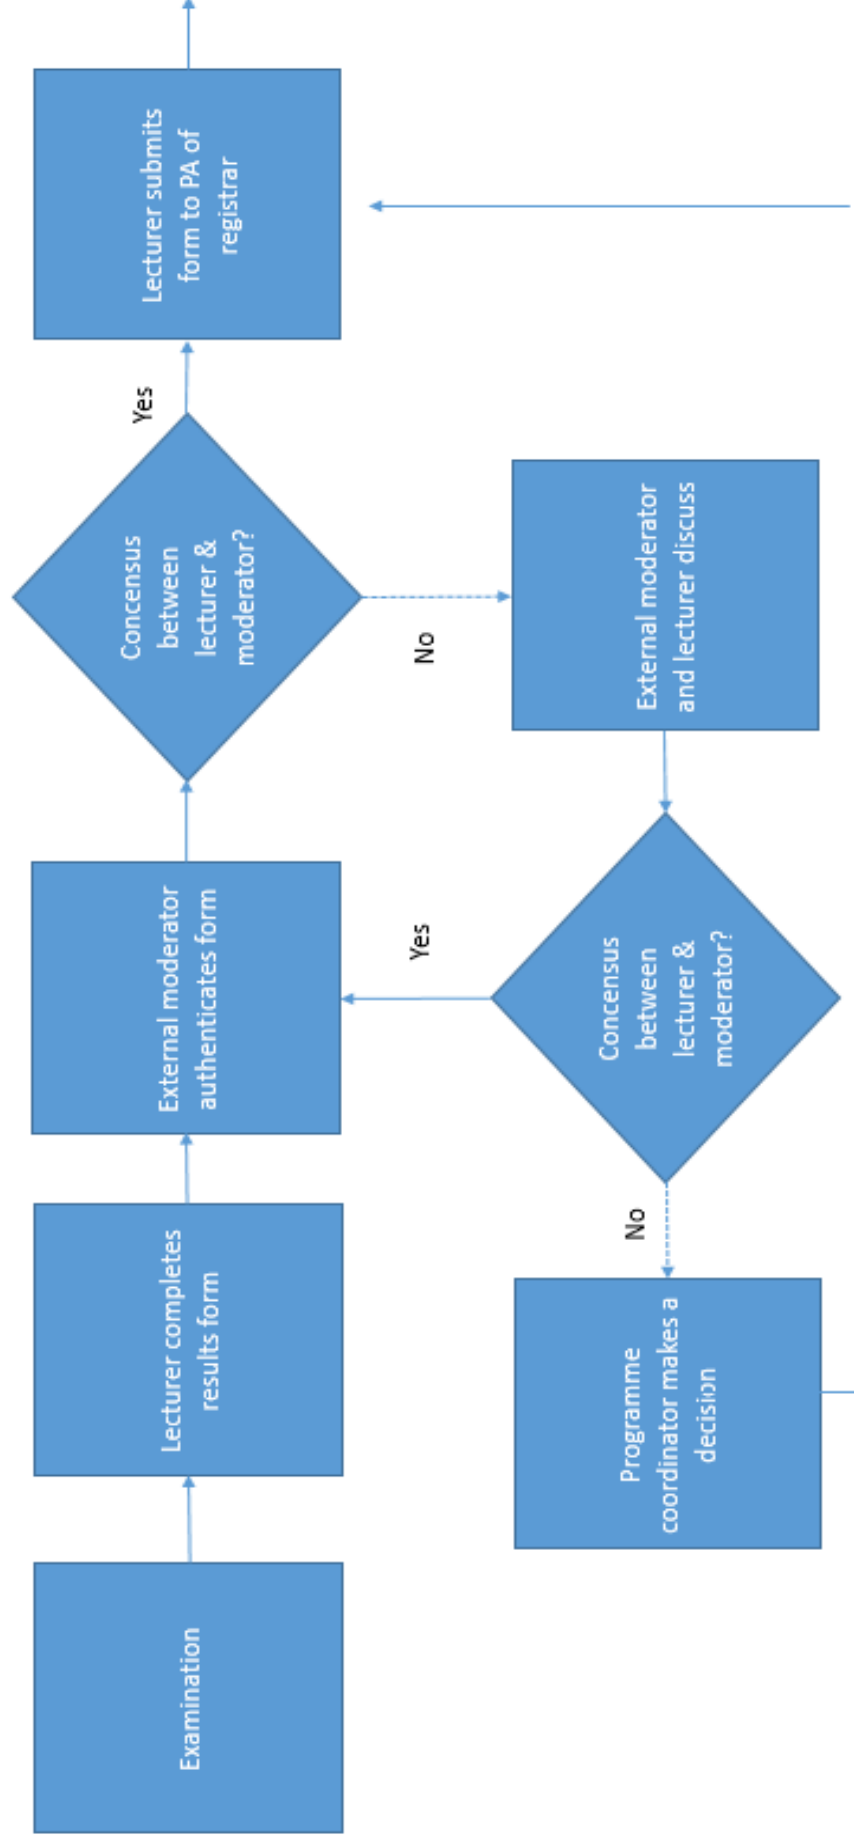 Examination
Lecturer completes
results form
External moderator
authenticates form
Concensus
between
lecturer &
moderator?
Yes
Lecturer submits
form to PA of
registrar
No
External moderator
and lecturer discuss
Concensus
between
lecturer &
moderator?
Yes
No
Programme
coordinator makes a
decision